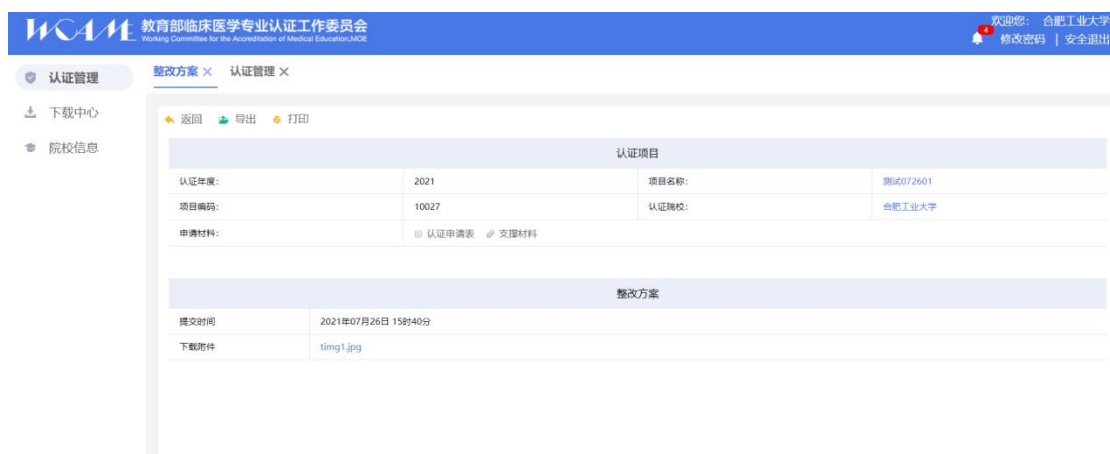 WCAME 教育部临床医学专业认证工作委员会
Working Committee for the Accreditation of Medical Education,MOE
欢迎您: 合肥工业大学
4
修改密码 | 安全退出
认证管理
下载中心
院校信息
整改方案 × 认证管理 ×
返回 导出 打印
认证项目
认证年度: 2021 项目名称: 测试072601
项目编码: 10027 认证院校: 合肥工业大学
申请材料: 认证申请表 支撑材料
整改方案
提交时间 2021年07月26日 15时40分
下载附件 timg1.jpg